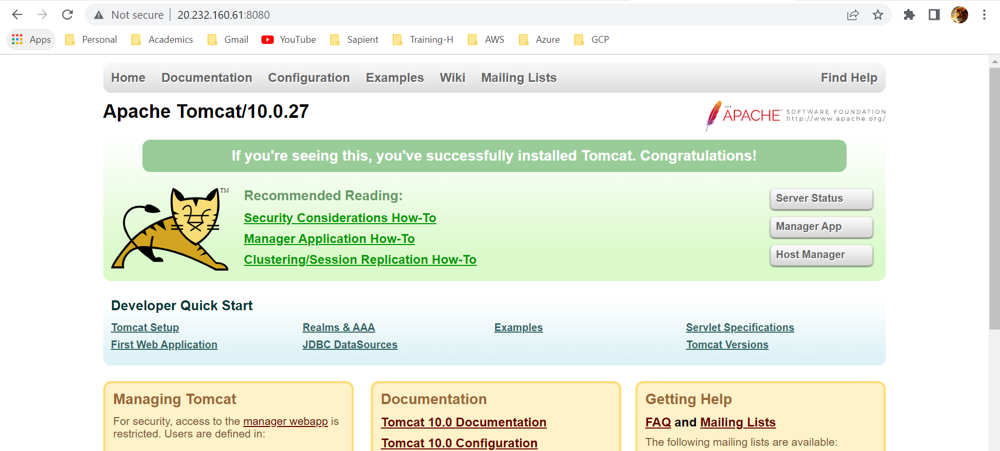 Not secure | 20.232.160.61:8080
Apps Personal Academics Gmail YouTube Sapient Training-H AWS Azure GCP
Home Documentation Configuration Examples Wiki Mailing Lists Find Help
Apache Tomcat/10.0.27
THE APACHE® SOFTWARE FOUNDATION
http://www.apache.org/
If you're seeing this, you've successfully installed Tomcat. Congratulations!
TM
Recommended Reading:
Security Considerations How-To
Manager Application How-To
Clustering/Session Replication How-To
Server Status
Manager App
Host Manager
Developer Quick Start
Tomcat Setup Realms & AAA Examples Servlet Specifications
First Web Application JDBC DataSources Tomcat Versions
Managing Tomcat
For security, access to the manager webapp is
restricted. Users are defined in:
Documentation
Tomcat 10.0 Documentation
Tomcat 10.0 Configuration
Getting Help
FAQ and Mailing Lists
The following mailing lists are available: